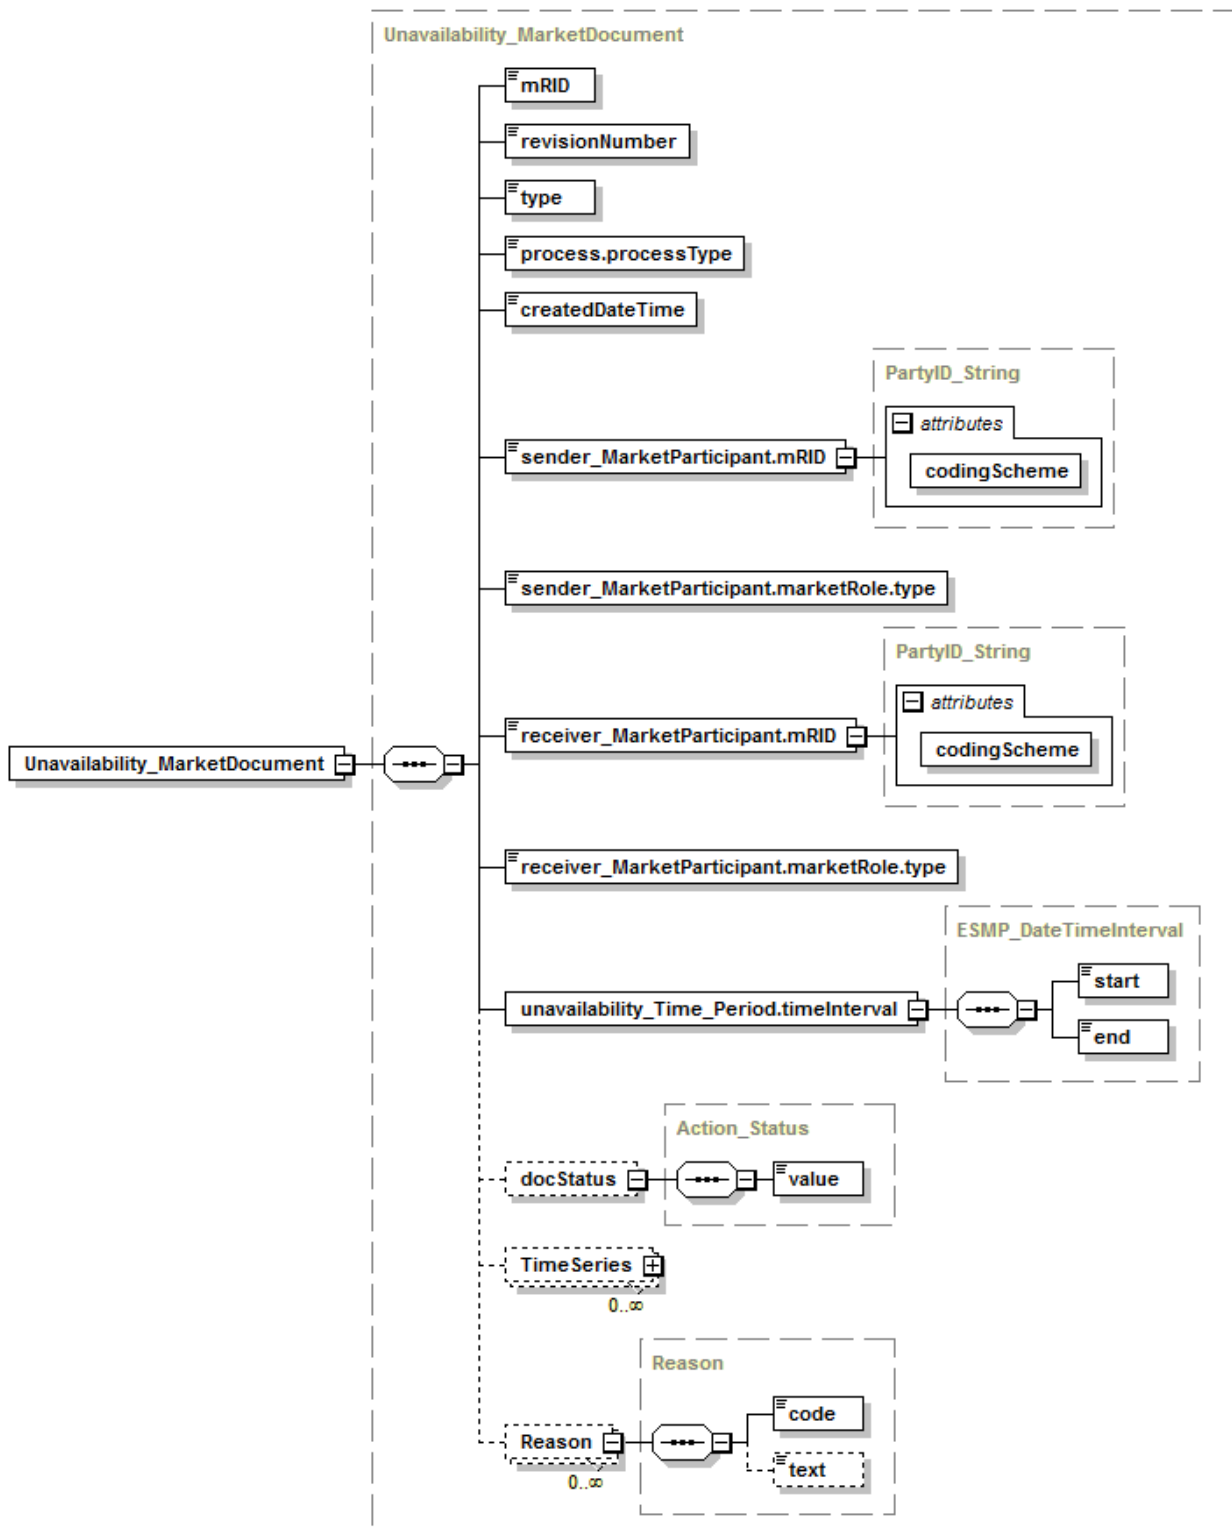 Unavailability_MarketDocument
mRID
revisionNumber
type
process.processType
createdDateTime
PartyID_String
attributes
sender_MarketParticipant.mRID
codingScheme
sender_MarketParticipant.marketRole.type
PartyID_String
attributes
receiver_MarketParticipant.mRID
codingScheme
Unavailability_MarketDocument
receiver_MarketParticipant.marketRole.type
ESMP_DateTimeInterval
start
unavailability_Time_Period.timeInterval
end
Action_Status
docStatus
value
TimeSeries
0..∞
Reason
code
Reason
text
0..∞